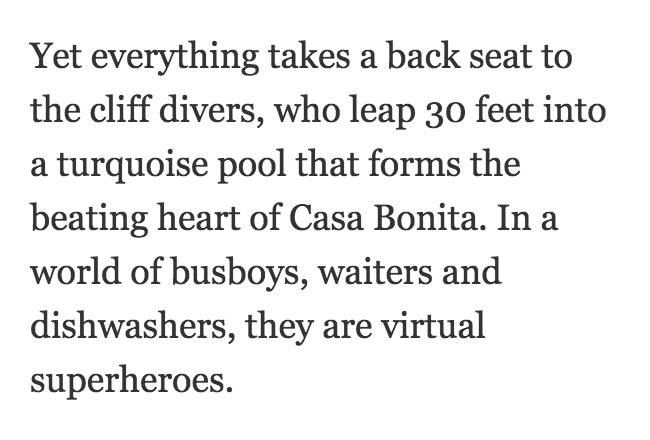 Yet everything takes a back seat to
the cliff divers, who leap 30 feet into
a turquoise pool that forms the
beating heart of Casa Bonita. In a
world of busboys, waiters and
dishwashers, they are virtual
superheroes.